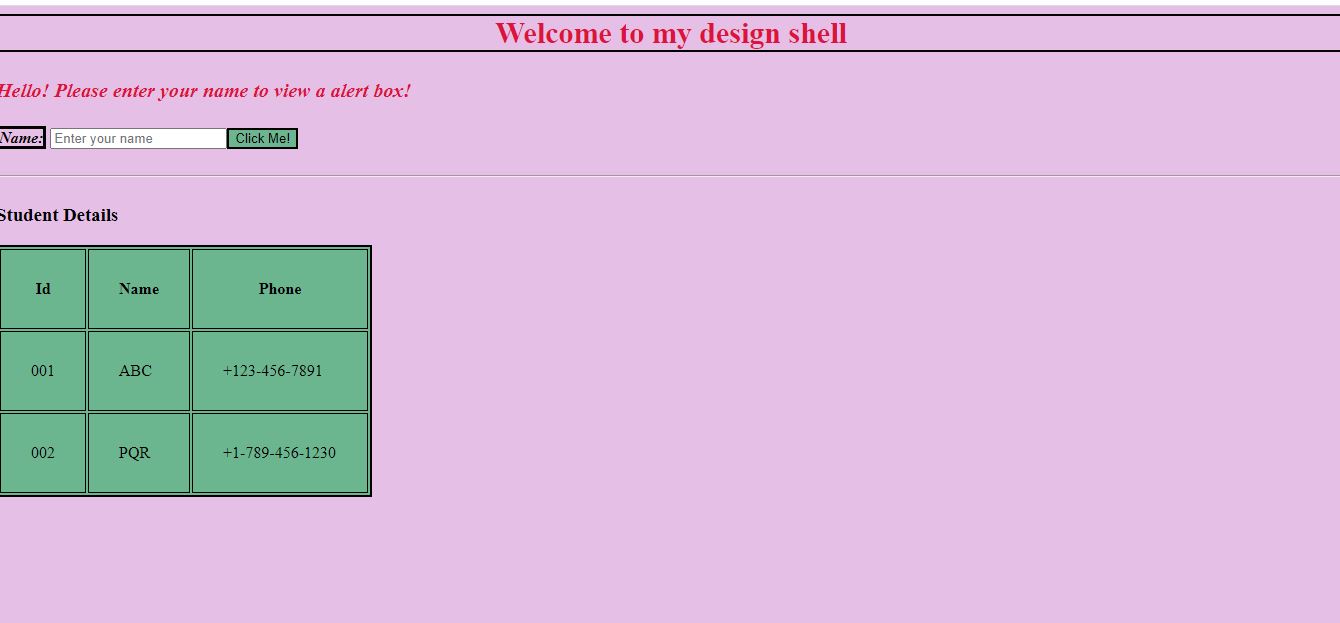 Welcome to my design shell
Hello! Please enter your name to view a alert box!
Name: Enter your name Click Me!
Student Details
Id Name Phone
001 ABC +123-456-7891
002 PQR +1-789-456-1230